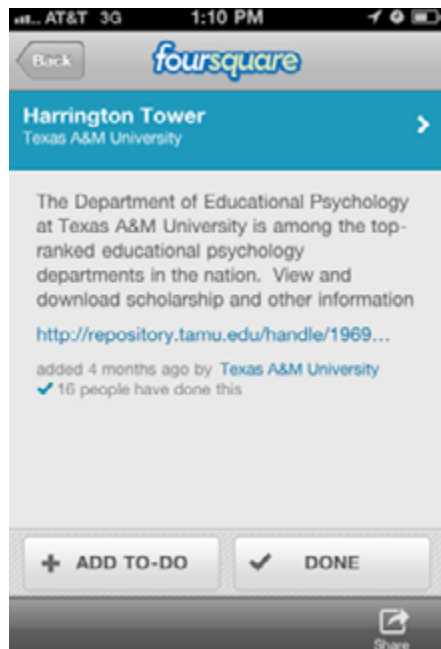 AT&T 3G 1:10 PM
Back foursquare
Harrington Tower
Texas A&M University
The Department of Educational Psychology
at Texas A&M University is among the top-
ranked educational psychology
departments in the nation. View and
download scholarship and other information
http://repository.tamu.edu/handle/1969...
added 4 months ago by Texas A&M University
16 people have done this
ADD TO-DO DONE
Share